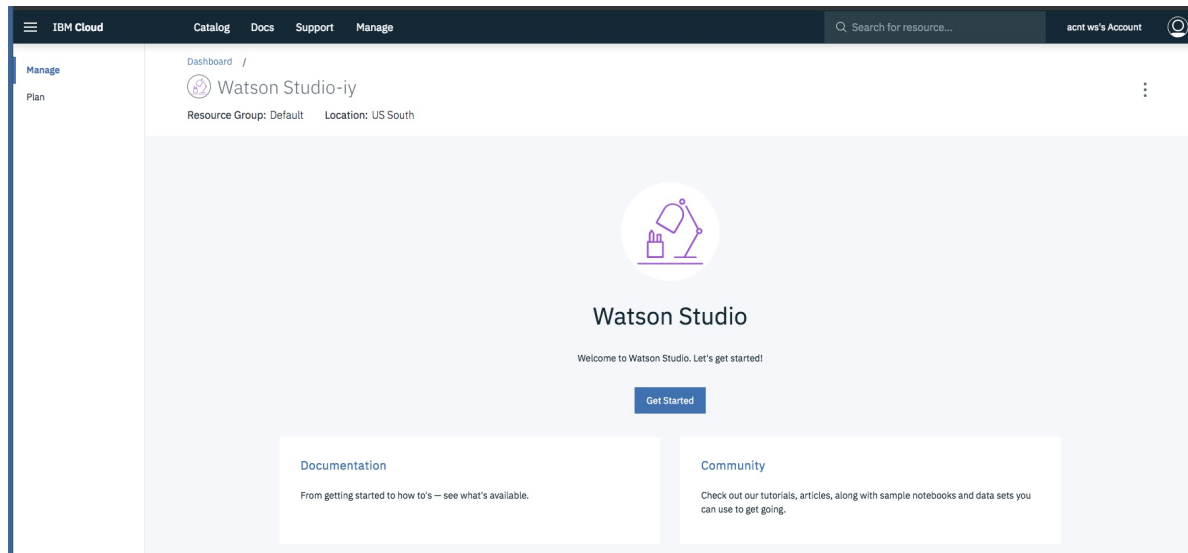 IBM Cloud Catalog Docs Support Manage Search for resource... acnt ws's Account
Manage
Plan
Dashboard /
Watson Studio-iy
Resource Group: Default Location: US South
Watson Studio
Welcome to Watson Studio. Let's get started!
Get Started
Documentation
From getting started to how to's — see what's available.
Community
Check out our tutorials, articles, along with sample notebooks and data sets you
can use to get going.